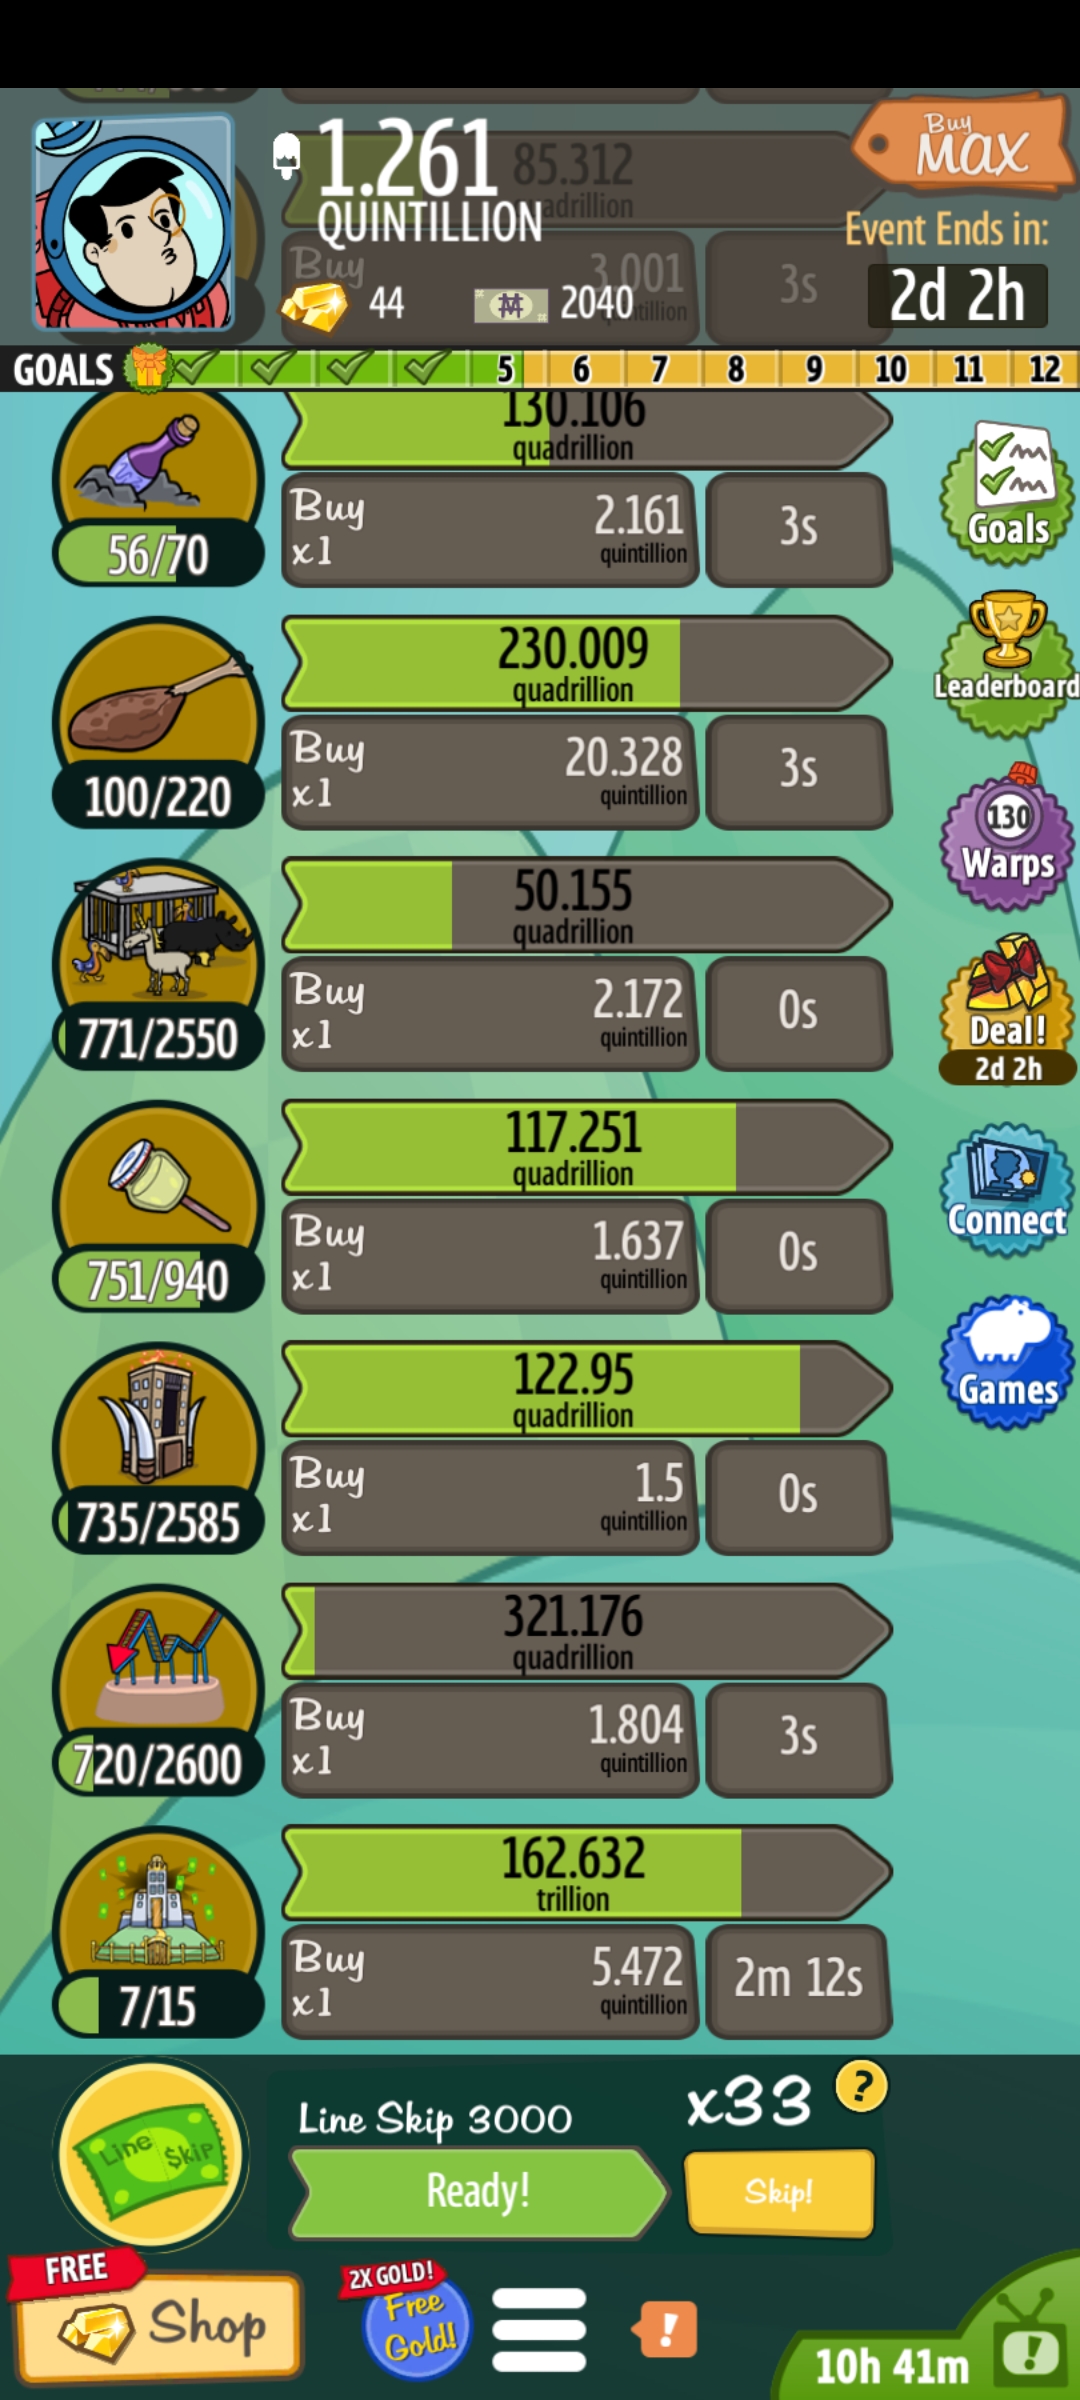 1.261
QUINTILLION
85.312
Buy
MAX
Event Ends in:
2d 2h
Buy
3.001
3s
44
2040
GOALS 5 6 7 8 9 10 11 12
130.106
quadrillion
56/70
Buy
x1
2.161
quintillion
3s
Goals
Leaderboard
230.009
quadrillion
100/220
Buy
x1
20.328
quintillion
3s
130
Warps
50.155
quadrillion
771/2550
Buy
x1
2.172
quintillion
0s
Deal!
2d 2h
117.251
quadrillion
751/940
Buy
x1
1.637
quintillion
0s
Connect
122.95
quadrillion
735/2585
Buy
x1
1.5
quintillion
0s
Games
321.176
quadrillion
720/2600
Buy
x1
1.804
quintillion
3s
162.632
trillion
7/15
Buy
x1
5.472
quintillion
2m 12s
Line $kip
Line Skip 3000
x33
?
Ready!
Skip!
FREE
Shop
2X GOLD!
Free
Gold!
!
10h 41m
!